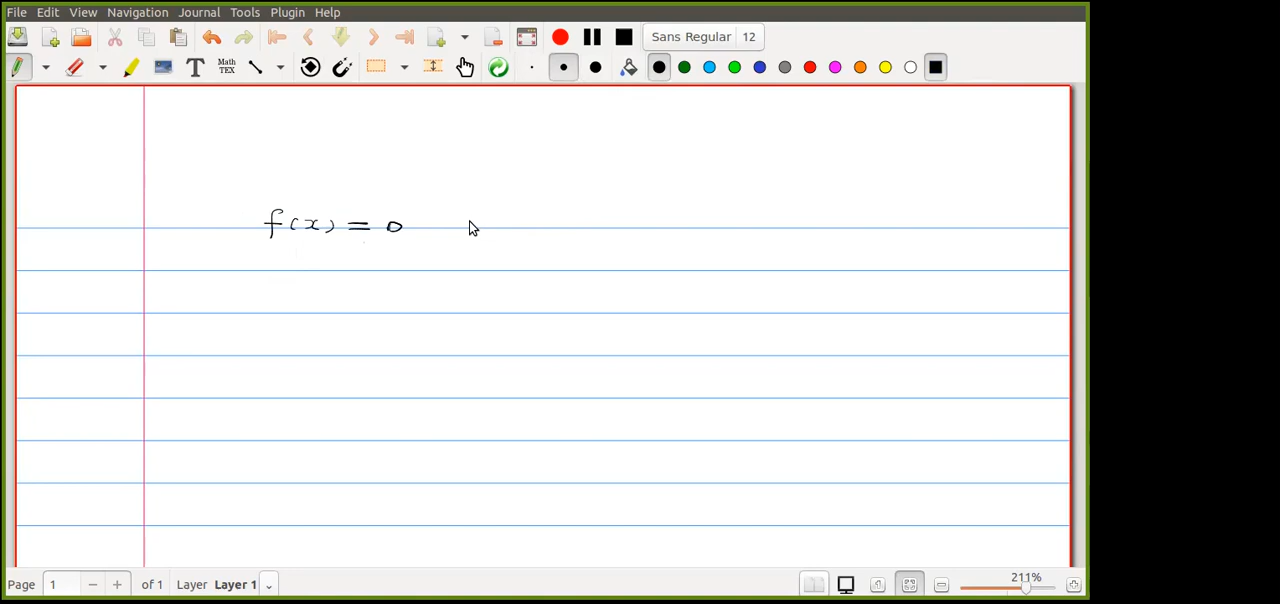 File Edit View Navigation Journal Tools Plugin Help
Sans Regular 12
T Math TEX
f(x) = 0
Page 1 of 1 Layer Layer 1 211%